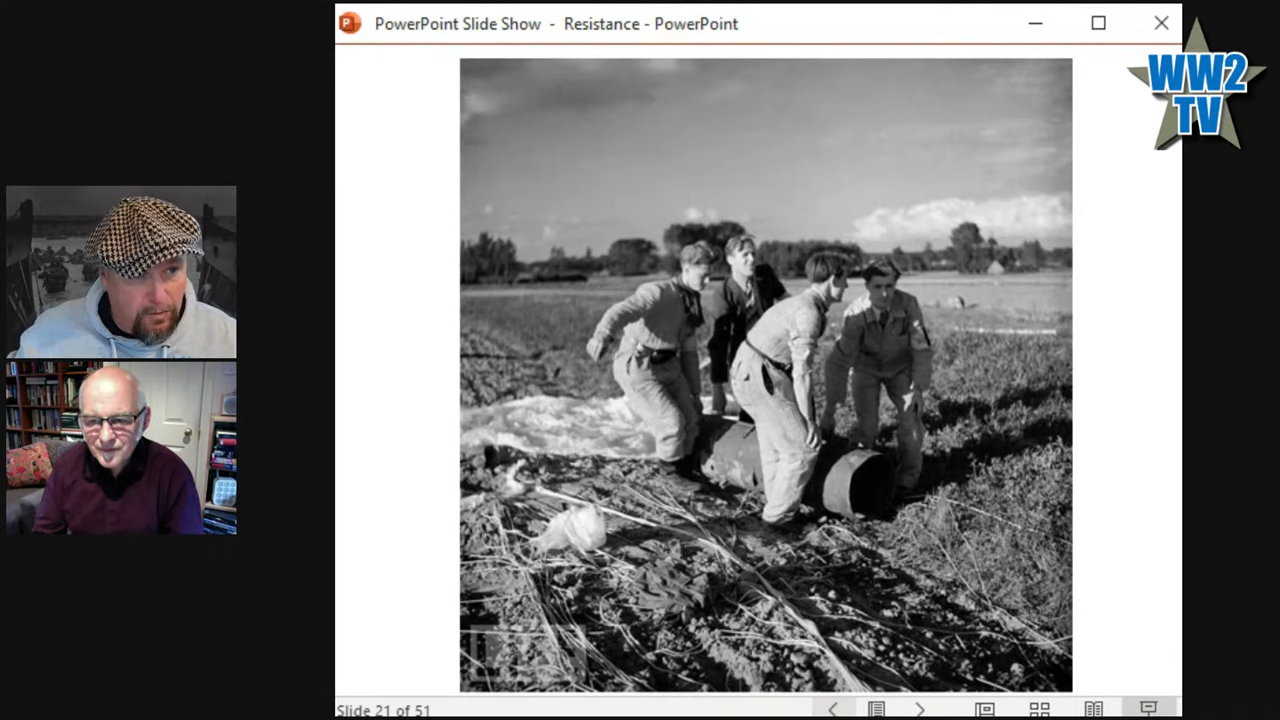 PowerPoint Slide Show - Resistance - PowerPoint
WW2
TV
Slide 21 of 51